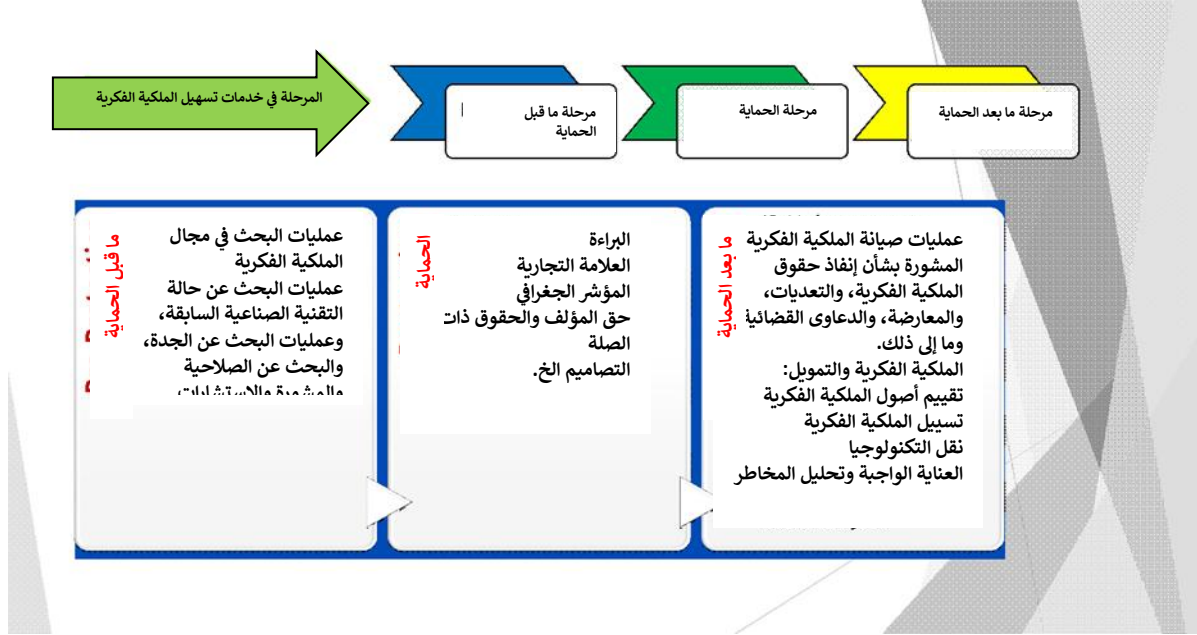 المرحلة في خدمات تسهيل الملكية الفكرية
مرحلة ما قبل
الحماية
مرحلة الحماية
مرحلة ما بعد الحماية
ما قبل الحماية
عمليات البحث في مجال
الملكية الفكرية
عمليات البحث عن حالة
التقنية الصناعية السابقة،
وعمليات البحث عن الجدة،
والبحث عن الصلاحية
والمشورة والاستشارات
الحماية
البراءة
العلامة التجارية
المؤشر الجغرافي
حق المؤلف والحقوق ذات
الصلة
التصاميم الخ.
ما بعد الحماية
عمليات صيانة الملكية الفكرية
المشورة بشأن إنفاذ حقوق
الملكية الفكرية، والتعديات،
والمعارضة، والدعاوى القضائية
وما إلى ذلك.
الملكية الفكرية والتمويل:
تقييم أصول الملكية الفكرية
تسييل الملكية الفكرية
نقل التكنولوجيا
العناية الواجبة وتحليل المخاطر